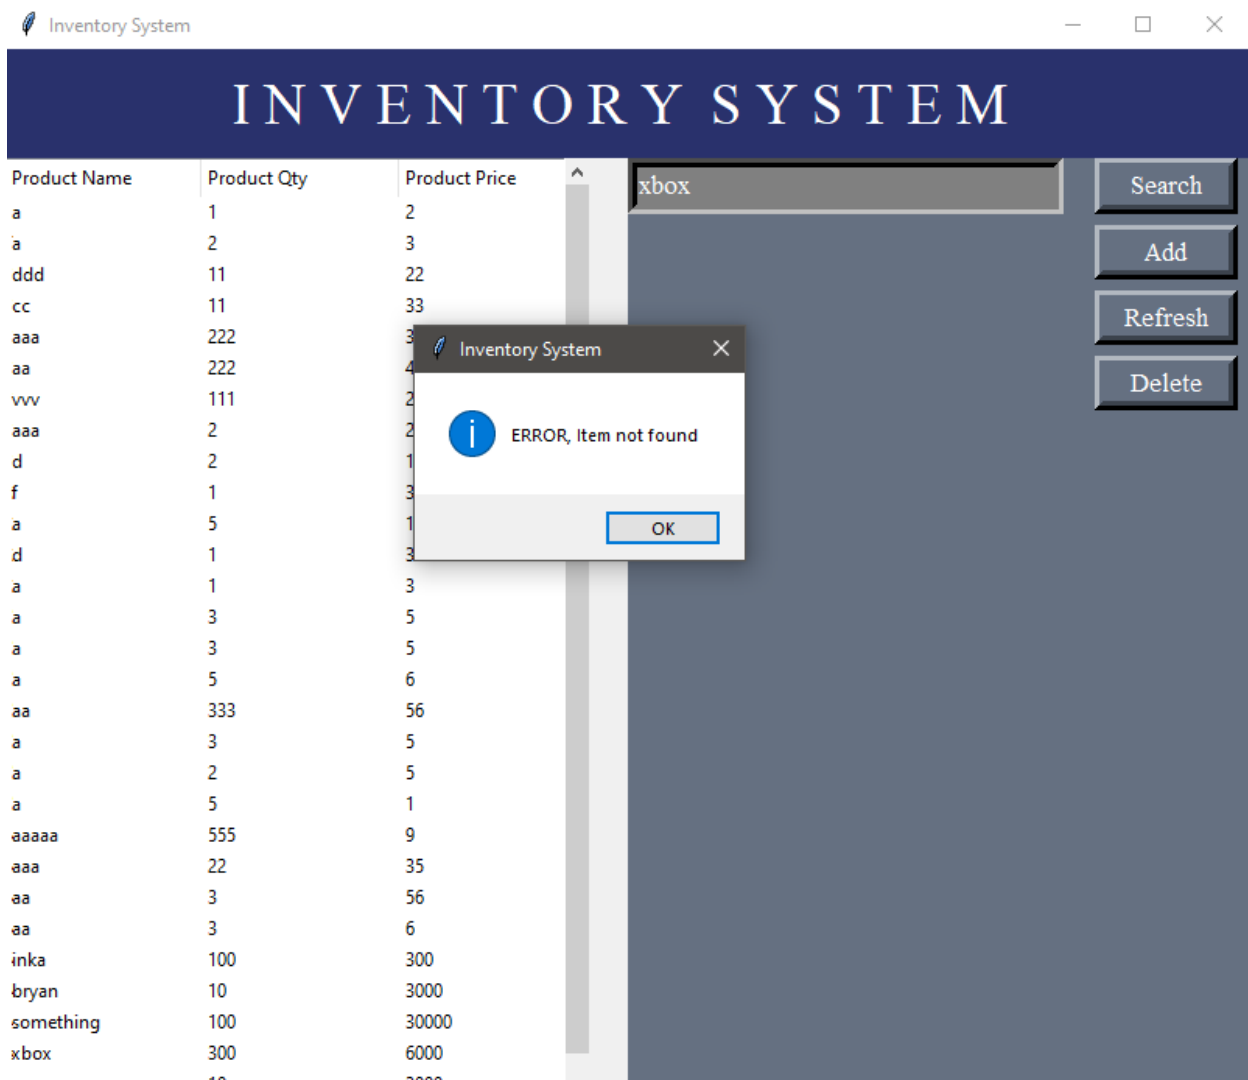 Inventory System
I N V E N T O R Y  S Y S T E M
Product Name Product Qty Product Price
xbox
Search
Add
Refresh
Delete
a 1 2
a 2 3
ddd 11 22
cc 11 33
aaa 222
aa 222
vvv 111
aaa 2
d 2
f 1
a 5
d 1
a 1 3
a 3 5
a 3 5
a 5 6
aa 333 56
a 3 5
a 2 5
a 5 1
aaaaa 555 9
aaa 22 35
aa 3 56
aa 3 6
inka 100 300
bryan 10 3000
something 100 30000
xbox 300 6000
Inventory System
ERROR, Item not found
OK